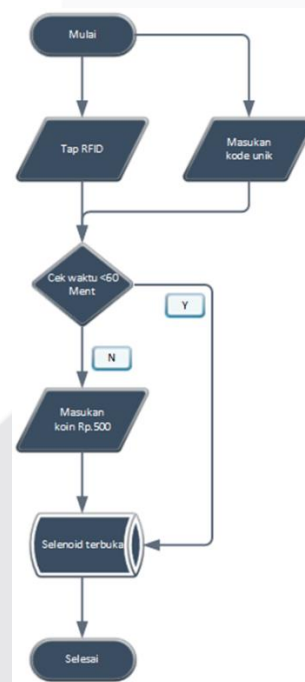 Mulai
Tap RFID
Masukan
kode unik
Cek waktu <60
Ment
Y
N
Masukan
koin Rp.500
Selenoid terbuka
Selesai